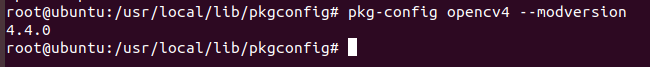 root@ubuntu:/usr/local/lib/pkgconfig# pkg-config opencv4 --modversion
4.4.0
root@ubuntu:/usr/local/lib/pkgconfig#